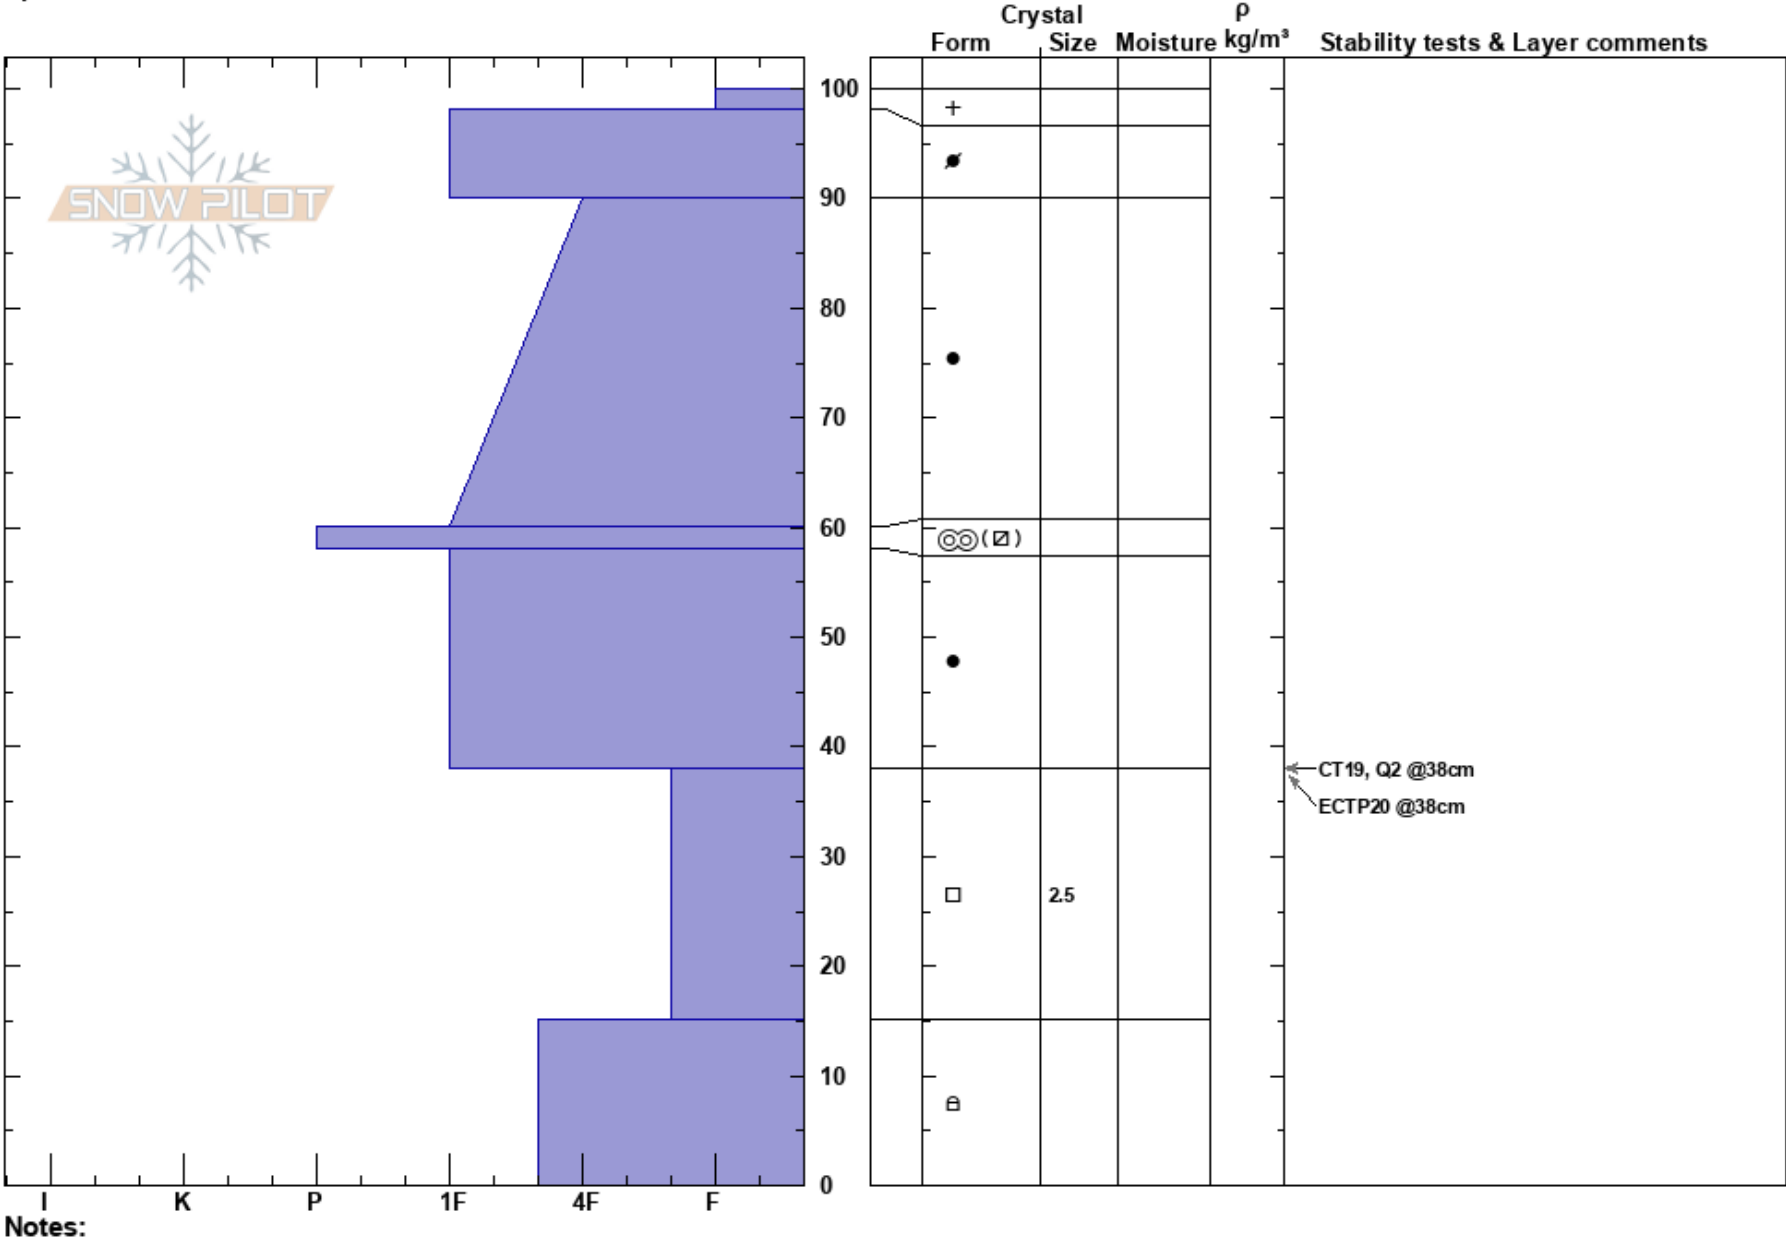 Crystal ρ
Form Size Moisture kg/m³ Stability tests & Layer comments
100
SNOW PILOT
90
80
70
60
50
40
CT19, Q2 @38cm
ECTP20 @38cm
30
2.5
20
10
0
I K P 1F 4F F
Notes: